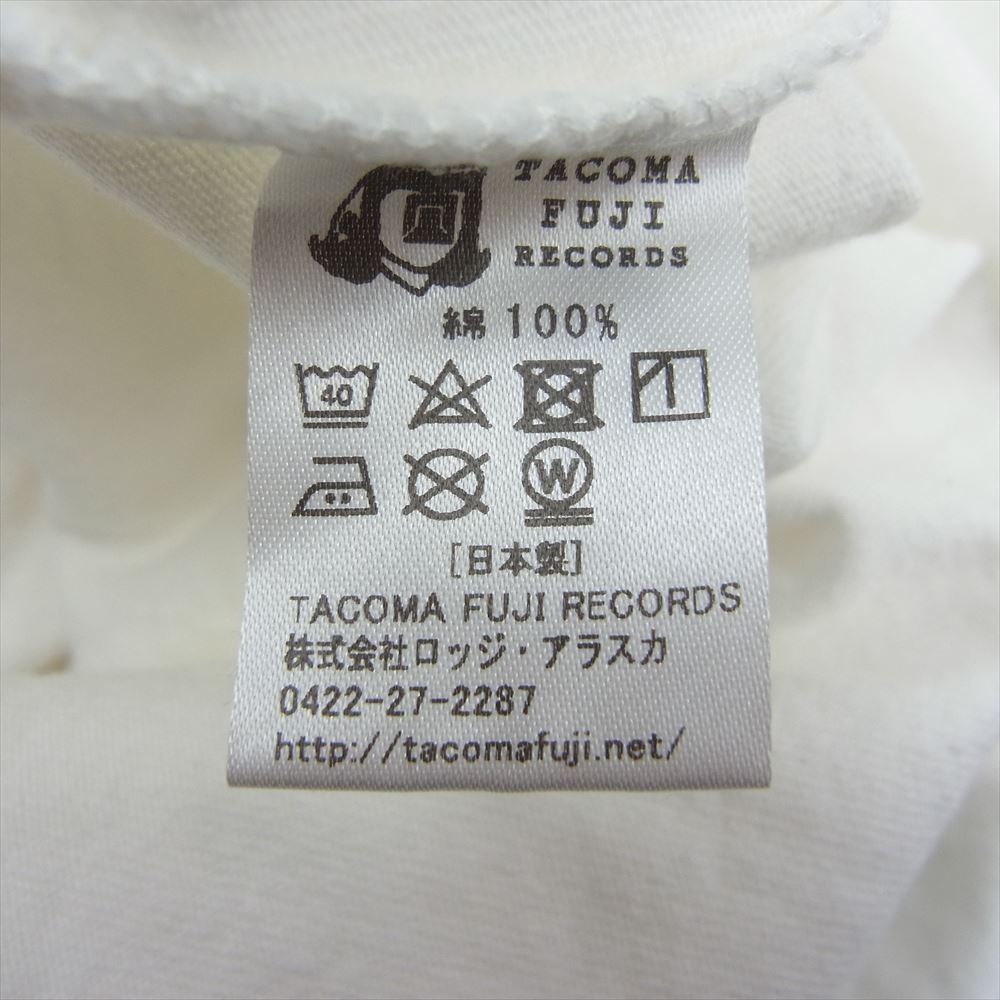 TACOMA
FUJI
RECORDS
綿 100%
40
W
[日本製]
TACOMA FUJI RECORDS
株式会社ロッジ・アラスカ
0422-27-2287
http://tacomafuji.net/